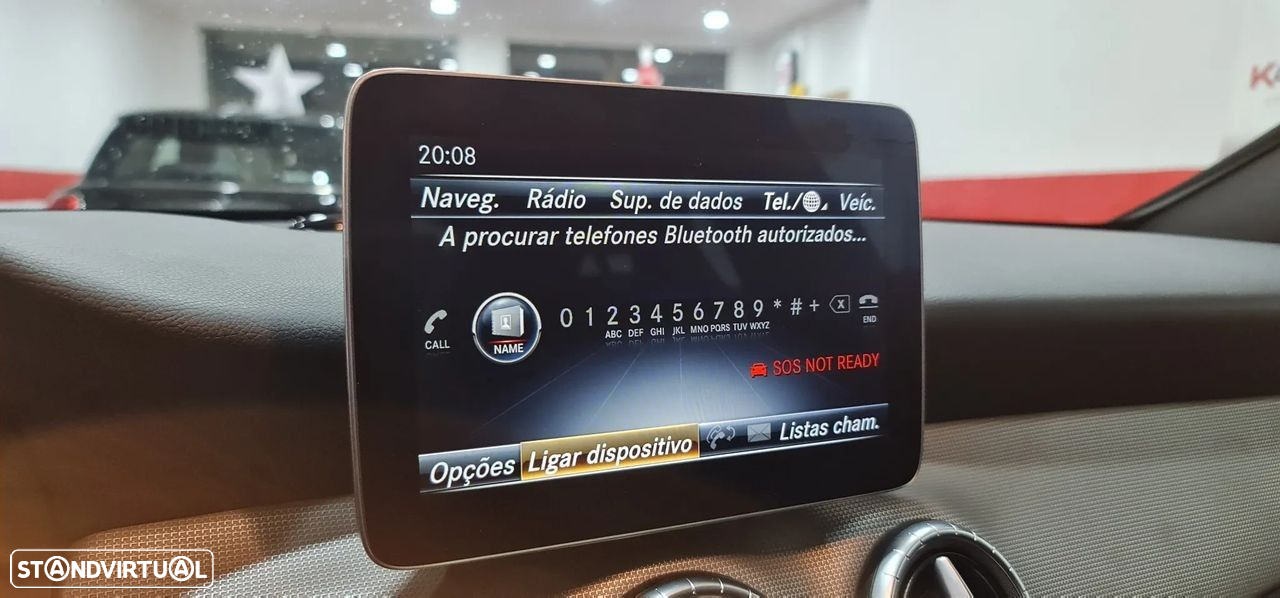 20:08
Naveg. Rádio Sup. de dados Tel./ Veíc.
A procurar telefones Bluetooth autorizados...
0 1 2 3 4 5 6 7 8 9 * # +
ABC DEF GHI JKL MNO PQRS TUV WXYZ
CALL NAME END
SOS NOT READY
Opções Ligar dispositivo Listas cham.
STANDVIRTUAL